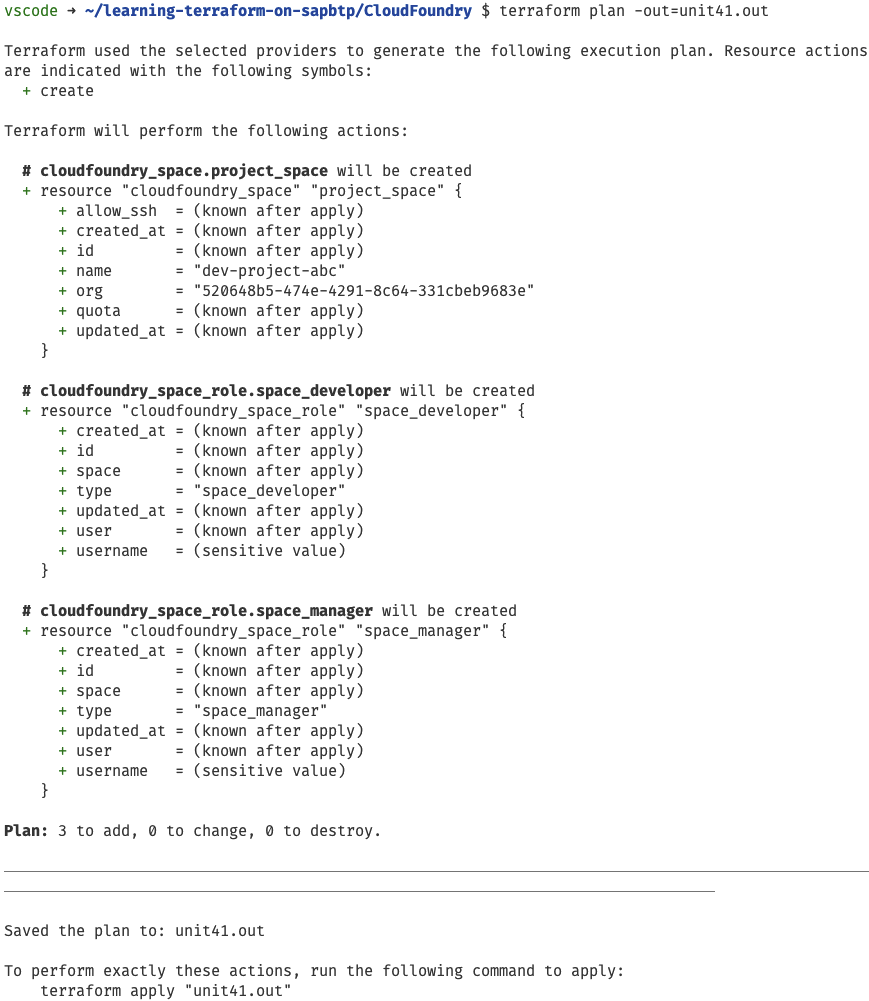 vscode ➜ ~/learning-terraform-on-sapbtp/CloudFoundry $ terraform plan -out=unit41.out

Terraform used the selected providers to generate the following execution plan. Resource actions
are indicated with the following symbols:
  + create

Terraform will perform the following actions:

  # cloudfoundry_space.project_space will be created
  + resource "cloudfoundry_space" "project_space" {
      + allow_ssh  = (known after apply)
      + created_at = (known after apply)
      + id         = (known after apply)
      + name       = "dev-project-abc"
      + org        = "520648b5-474e-4291-8c64-331cbeb9683e"
      + quota      = (known after apply)
      + updated_at = (known after apply)
    }

  # cloudfoundry_space_role.space_developer will be created
  + resource "cloudfoundry_space_role" "space_developer" {
      + created_at = (known after apply)
      + id         = (known after apply)
      + space      = (known after apply)
      + type       = "space_developer"
      + updated_at = (known after apply)
      + user       = (known after apply)
      + username   = (sensitive value)
    }

  # cloudfoundry_space_role.space_manager will be created
  + resource "cloudfoundry_space_role" "space_manager" {
      + created_at = (known after apply)
      + id         = (known after apply)
      + space      = (known after apply)
      + type       = "space_manager"
      + updated_at = (known after apply)
      + user       = (known after apply)
      + username   = (sensitive value)
    }

Plan: 3 to add, 0 to change, 0 to destroy.

Saved the plan to: unit41.out

To perform exactly these actions, run the following command to apply:
    terraform apply "unit41.out"